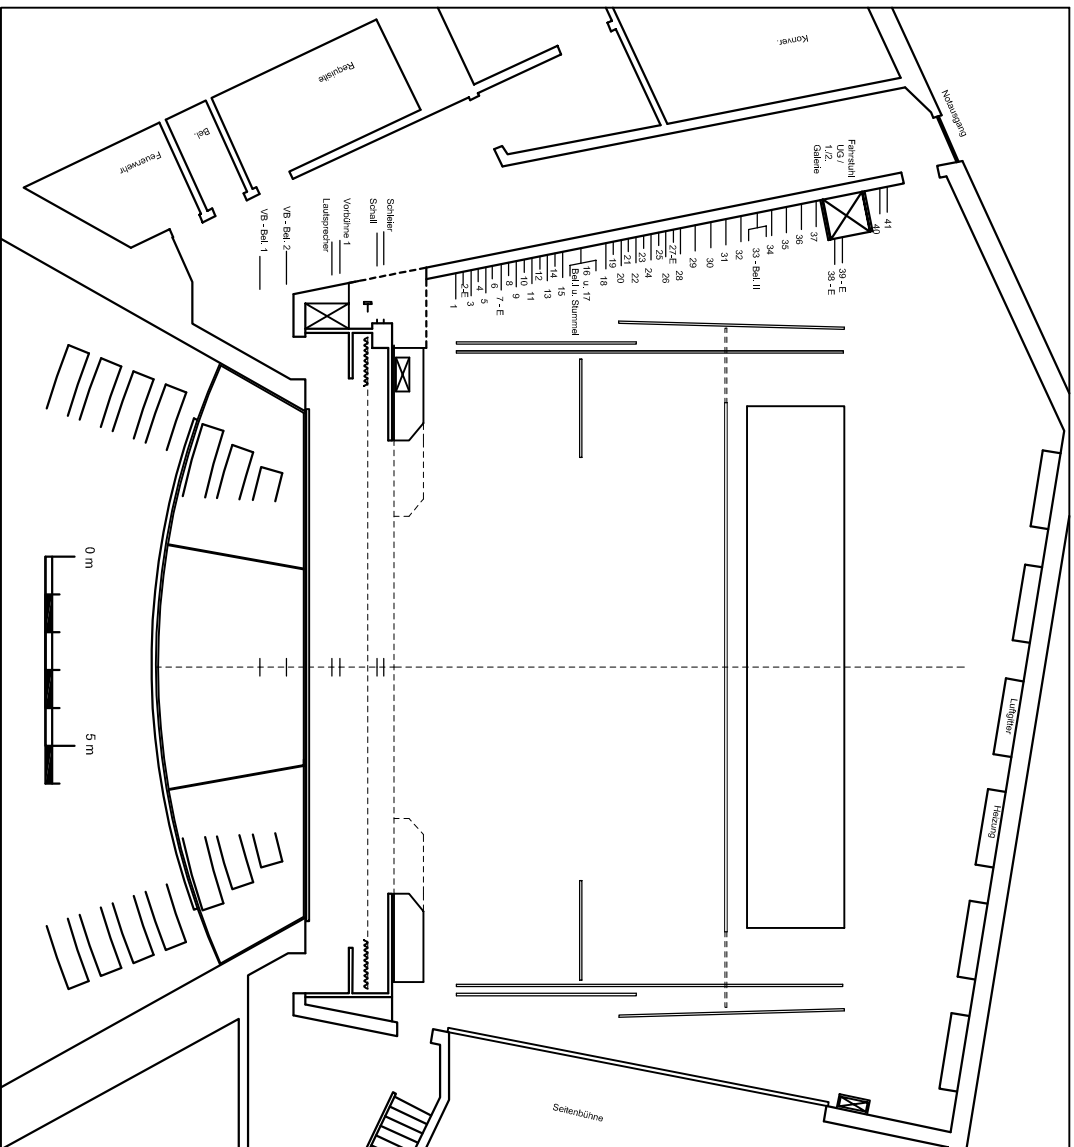 Konver.
Notausgang
Requisite
Bel.
Feuerwehr
Fahrstuhl
UG /
1./2.
Galerie
VB - Bel. 1
VB - Bel. 2
Lautsprecher
Vorbühne 1
Schall
Schleier
1
2-E
3
4
5
6
7 - E
8
9
10
11
12
13
14
15
16 u. 17
Bel.I u. Stummel
18
19
20
21
22
23
24
25
26
27-E
28
29
30
31
32
33 - Bel. II
34
35
36
37
38 - E
39 - E
40
41
0 m
5 m
Luftgitter
Heizung
Seitenbühne